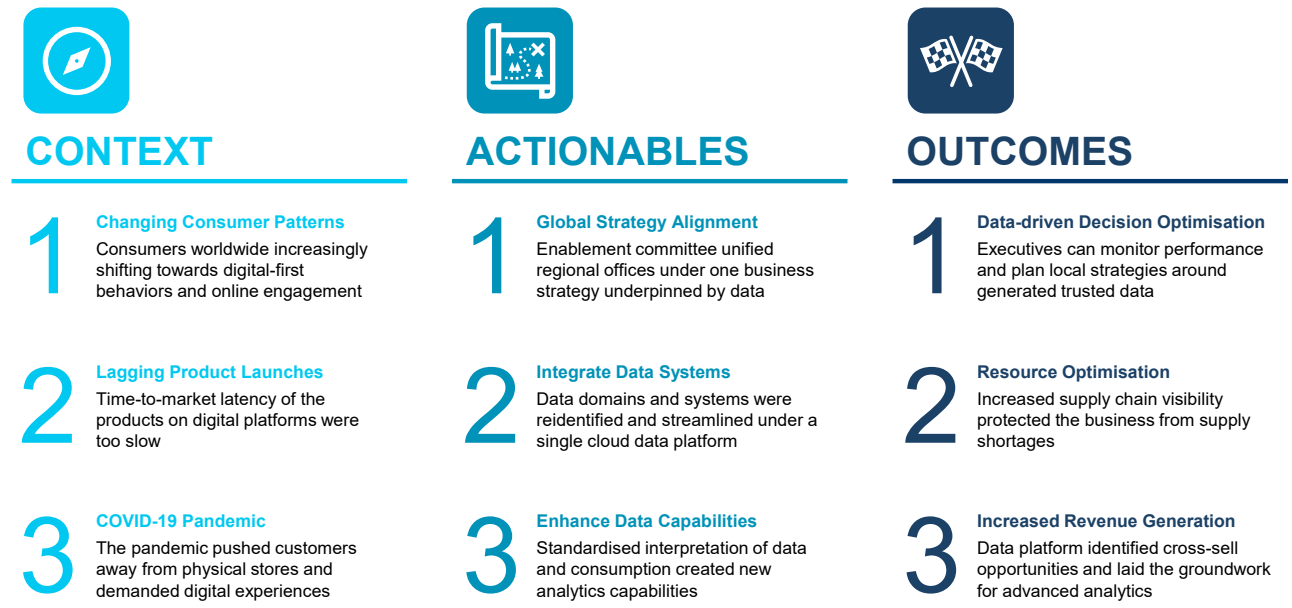 CONTEXT
1
Changing Consumer Patterns
Consumers worldwide increasingly
shifting towards digital-first
behaviors and online engagement
2
Lagging Product Launches
Time-to-market latency of the
products on digital platforms were
too slow
3
COVID-19 Pandemic
The pandemic pushed customers
away from physical stores and
demanded digital experiences
ACTIONABLES
1
Global Strategy Alignment
Enablement committee unified
regional offices under one business
strategy underpinned by data
2
Integrate Data Systems
Data domains and systems were
reidentified and streamlined under a
single cloud data platform
3
Enhance Data Capabilities
Standardised interpretation of data
and consumption created new
analytics capabilities
OUTCOMES
1
Data-driven Decision Optimisation
Executives can monitor performance
and plan local strategies around
generated trusted data
2
Resource Optimisation
Increased supply chain visibility
protected the business from supply
shortages
3
Increased Revenue Generation
Data platform identified cross-sell
opportunities and laid the groundwork
for advanced analytics